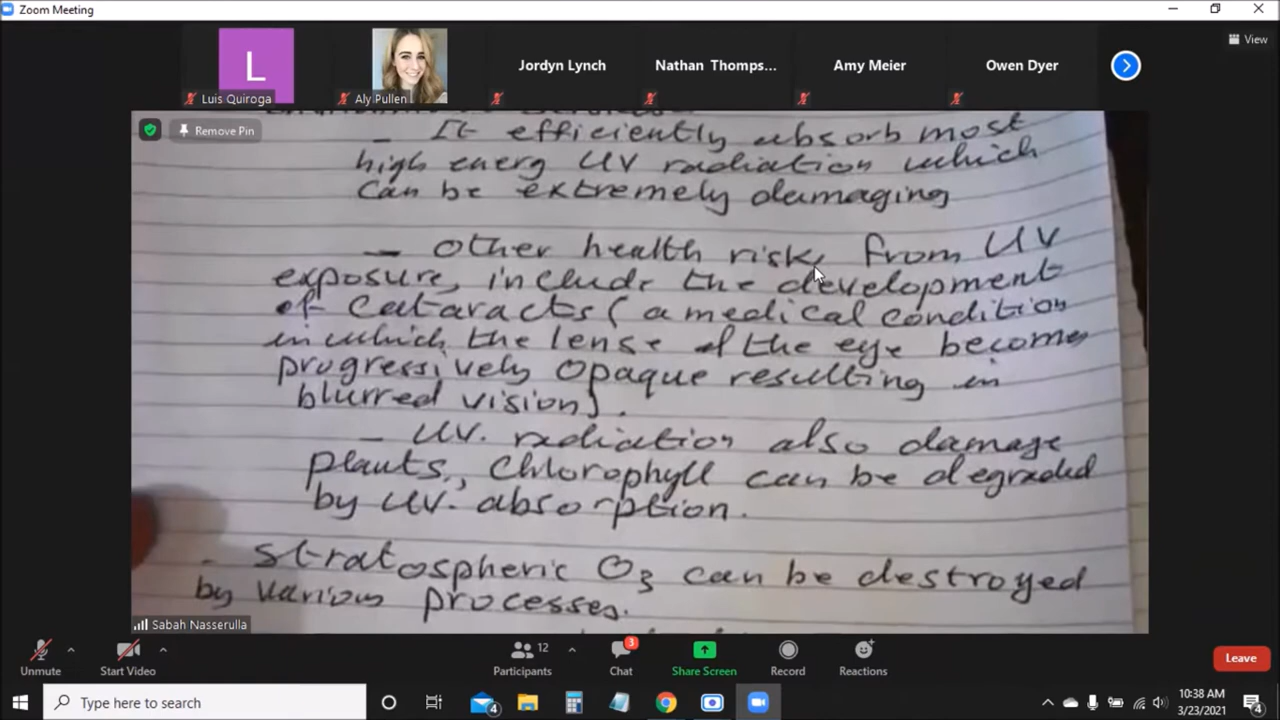 Zoom Meeting
View
L
Luis Quiroga
Aly Pullen
Jordyn Lynch
Nathan Thomps...
Amy Meier
Owen Dyer
Remove Pin
- It efficiently absorb most
high energ UV radiation which
can be extremely damaging
- Other health risks from UV
exposure, include the development
of Cataracts (a medical condition
in which the lense of the eye becomes
progressively opaque resulting in
blurred vision).
- UV. radiation also damage
plants, Chlorophyll can be degraded
by UV. absorption.
- Stratospheric O3 can be destroyed
by various processes.
Sabah Nasserulla
Unmute
Start Video
Participants
12
Chat
3
Share Screen
Record
Reactions
Leave
Type here to search
4
10:38 AM
3/23/2021
4